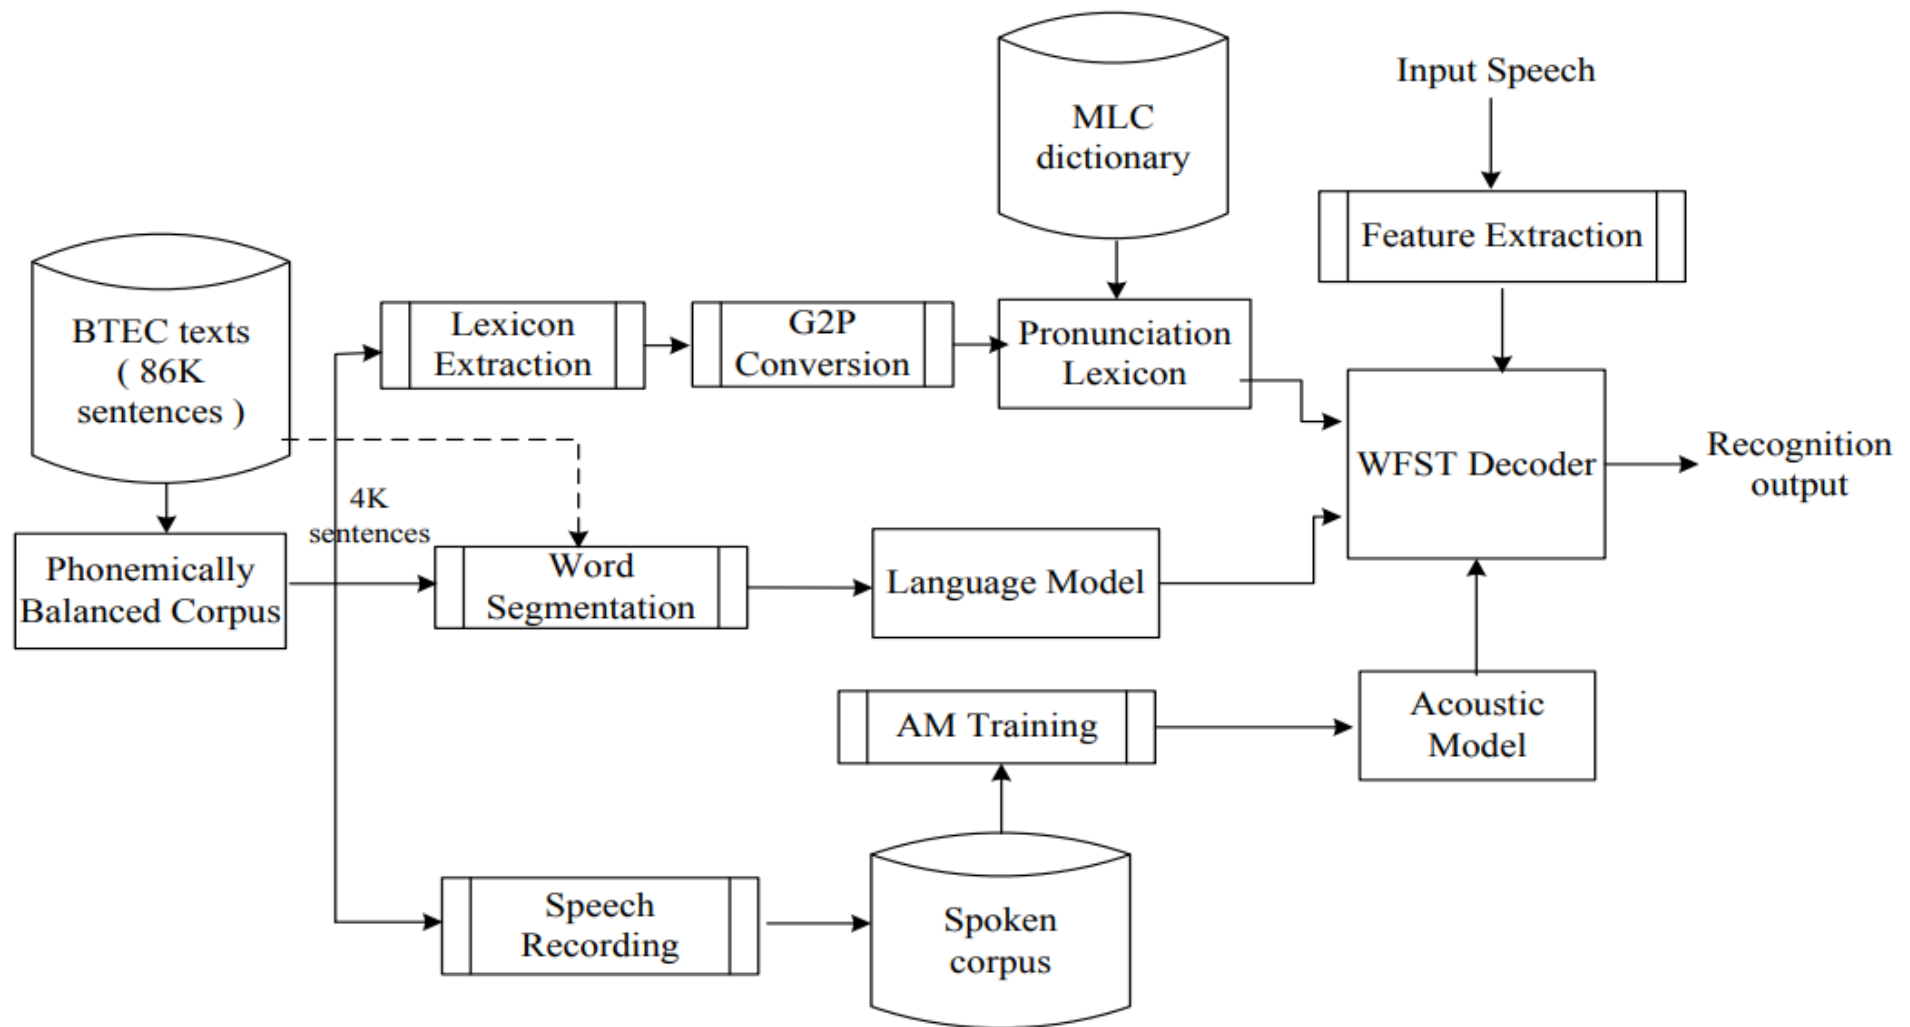 MLC
dictionary
Input Speech
Feature Extraction
BTEC texts
( 86K
sentences )
Lexicon
Extraction
G2P
Conversion
Pronunciation
Lexicon
WFST Decoder
Recognition
output
4K
sentences
Phonemically
Balanced Corpus
Word
Segmentation
Language Model
AM Training
Acoustic
Model
Speech
Recording
Spoken
corpus